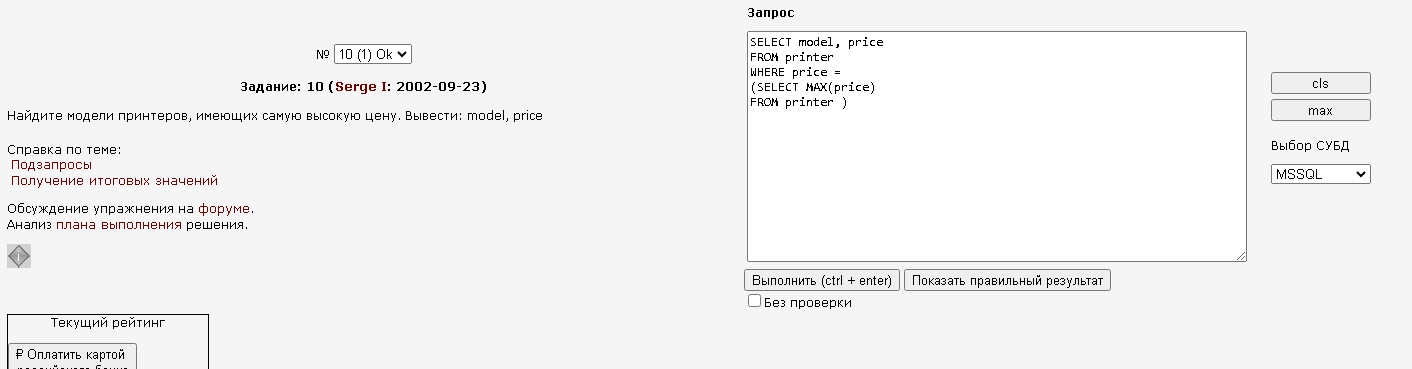 № 10 (1) Ok
Задание: 10 (Serge I: 2002-09-23)
Найдите модели принтеров, имеющих самую высокую цену. Вывести: model, price
Справка по теме:
Подзапросы
Получение итоговых значений
Обсуждение упражнения на форуме.
Анализ плана выполнения решения.
Текущий рейтинг
₽ Оплатить картой
Запрос
SELECT model, price
FROM printer
WHERE price =
(SELECT MAX(price)
FROM printer )
cls
max
Выбор СУБД
MSSQL
Выполнить (ctrl + enter) Показать правильный результат
Без проверки